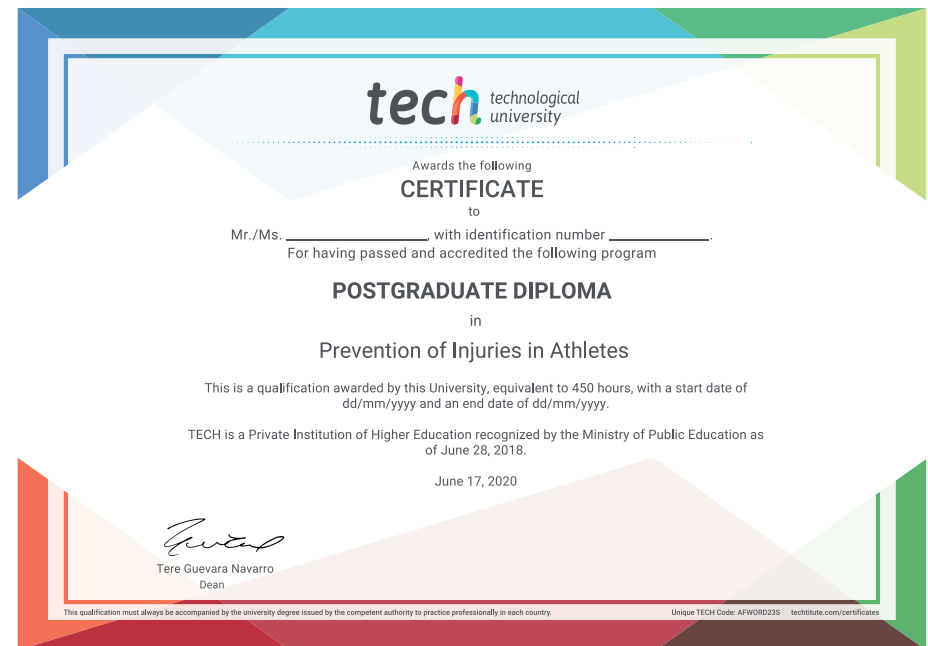 tech technological
university
Awards the following
CERTIFICATE
to
Mr./Ms. ____________________, with identification number ______________.
For having passed and accredited the following program
POSTGRADUATE DIPLOMA
in
Prevention of Injuries in Athletes
This is a qualification awarded by this University, equivalent to 450 hours, with a start date of
dd/mm/yyyy and an end date of dd/mm/yyyy.
TECH is a Private Institution of Higher Education recognized by the Ministry of Public Education as
of June 28, 2018.
June 17, 2020
Tere Guevara Navarro
Dean
This qualification must always be accompanied by the university degree issued by the competent authority to practice professionally in each country. Unique TECH Code: AFWORD23S techtitute.com/certificates